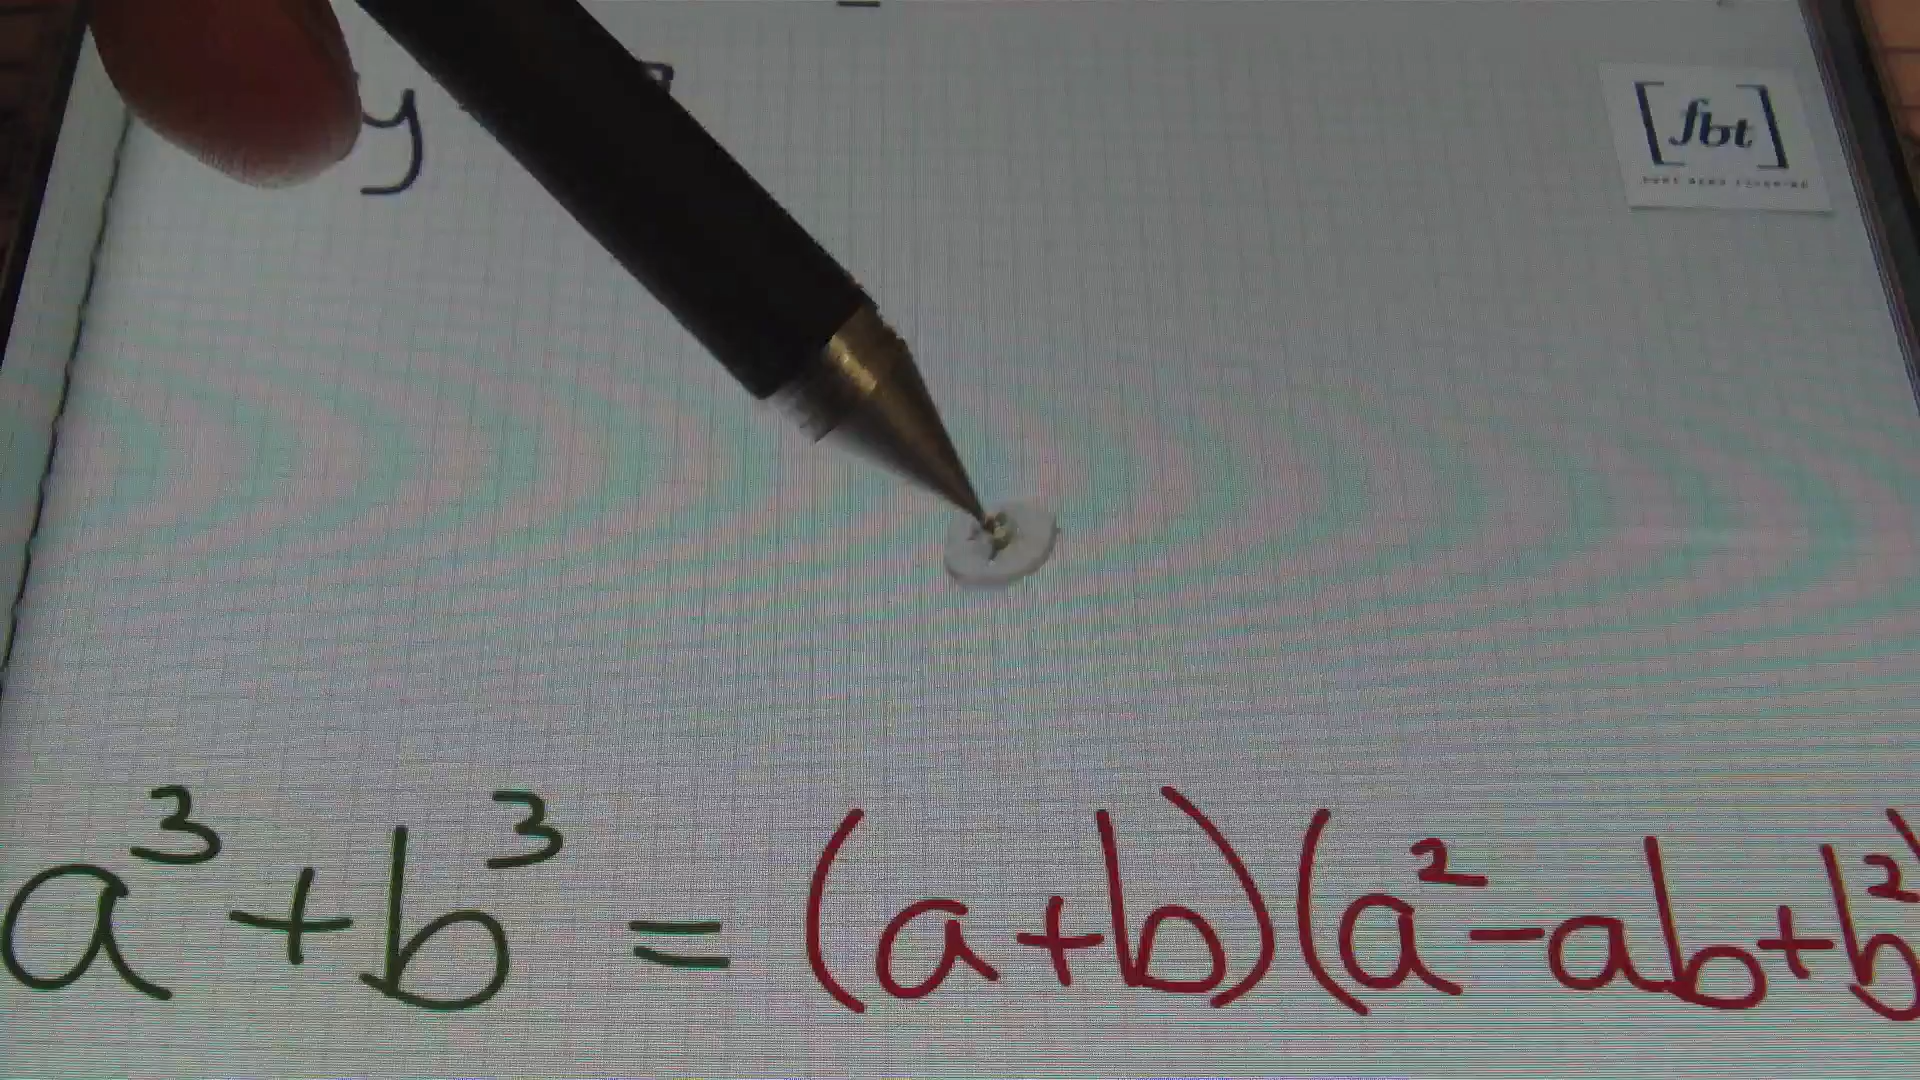 y
[fbt]
a³+b³ = (a+b)(a²-ab+b²)